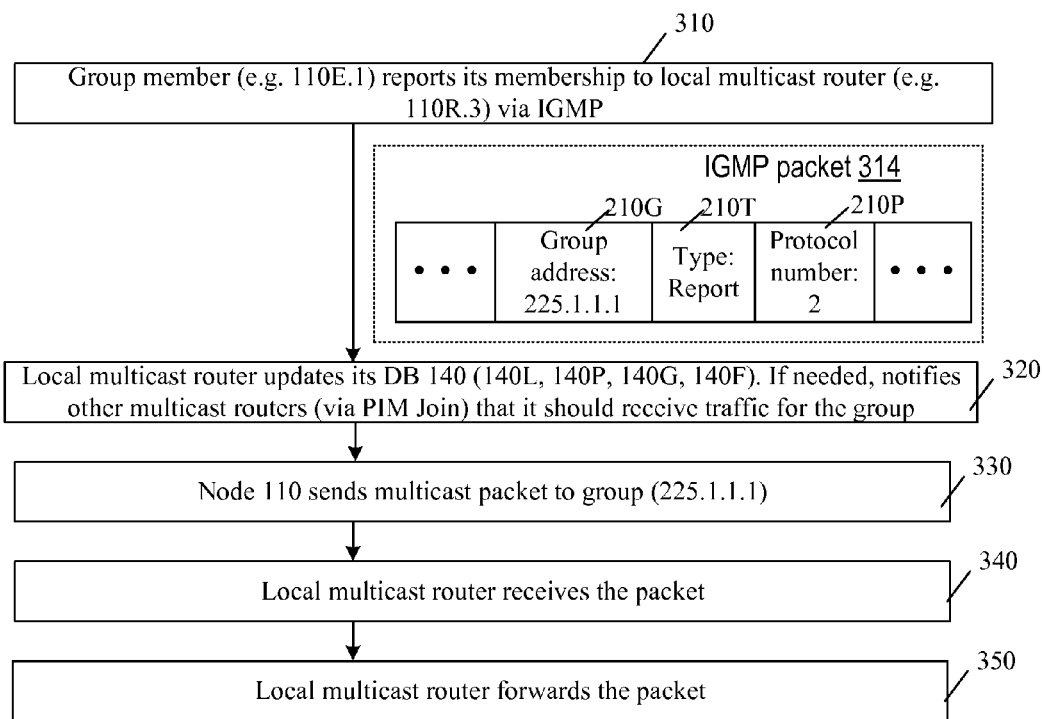 310
Group member (e.g. 110E.1) reports its membership to local multicast router (e.g.
110R.3) via IGMP
IGMP packet 314
210G 210T 210P
• • •
Group
address:
225.1.1.1
Type:
Report
Protocol
number:
2
• • •
Local multicast router updates its DB 140 (140L, 140P, 140G, 140F). If needed, notifies
other multicast routers (via PIM Join) that it should receive traffic for the group
320
Node 110 sends multicast packet to group (225.1.1.1)
330
Local multicast router receives the packet
340
Local multicast router forwards the packet
350